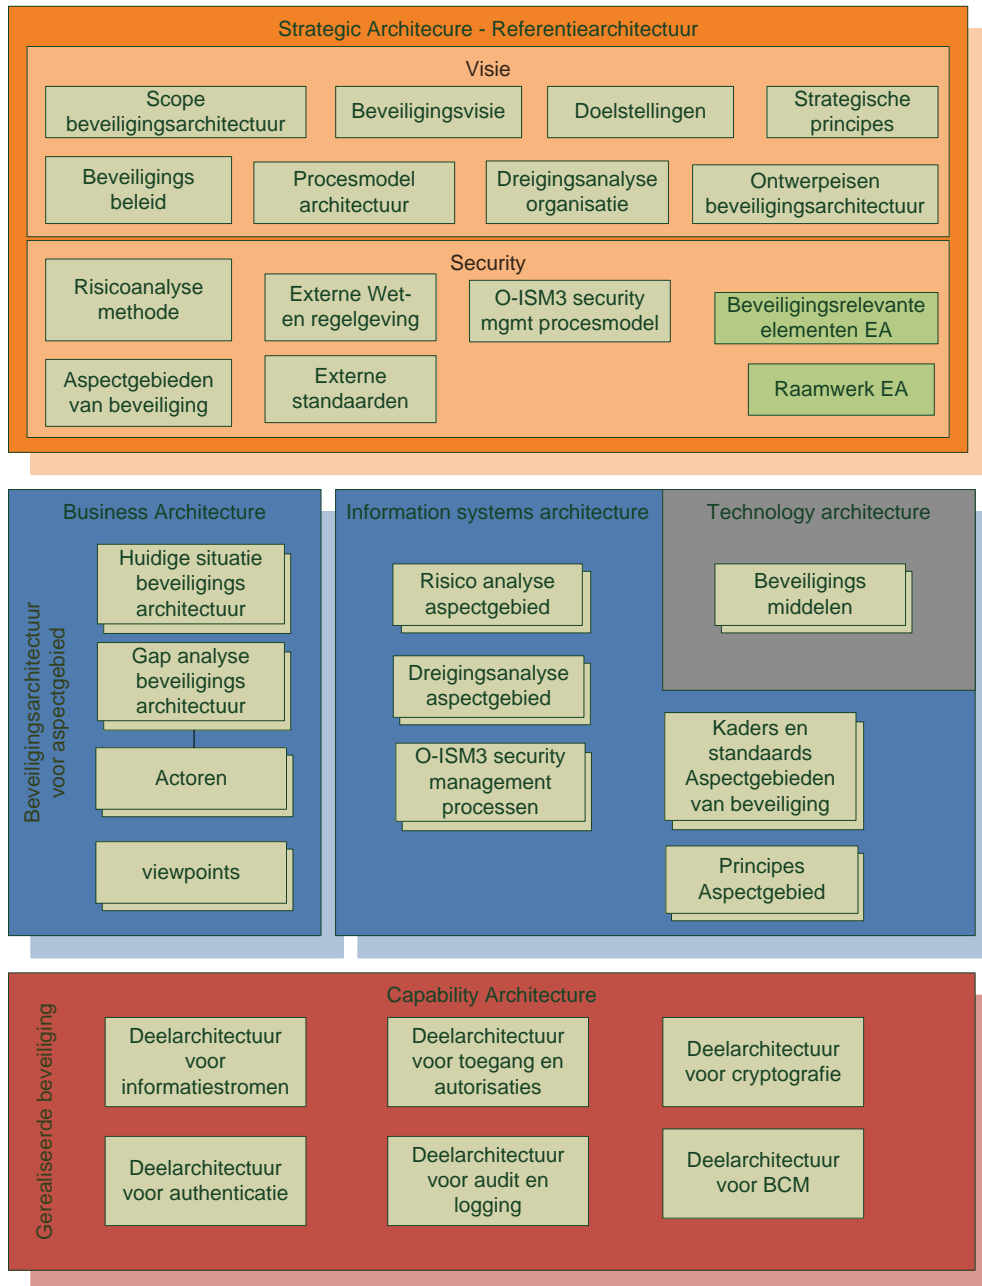 Strategic Architecure - Referentiearchitectuur
Visie
Scope
beveiligingsarchitectuur
Beveiligingsvisie
Doelstellingen
Strategische
principes
Beveiligings
beleid
Procesmodel
architectuur
Dreigingsanalyse
organisatie
Ontwerpeisen
beveiligingsarchitectuur
Security
Risicoanalyse
methode
Externe Wet-
en regelgeving
O-ISM3 security
mgmt procesmodel
Beveiligingsrelevante
elementen EA
Aspectgebieden
van beveiliging
Externe
standaarden
Raamwerk EA
Beveiligingsarchitectuur
voor aspectgebied
Business Architecture
Huidige situatie
beveiligings
architectuur
Gap analyse
beveiligings
architectuur
Actoren
viewpoints
Information systems architecture
Risico analyse
aspectgebied
Dreigingsanalyse
aspectgebied
O-ISM3 security
management
processen
Technology architecture
Beveiligings
middelen
Kaders en
standaards
Aspectgebieden
van beveiliging
Principes
Aspectgebied
Gerealiseerde beveiliging
Capability Architecture
Deelarchitectuur
voor
informatiestromen
Deelarchitectuur
voor toegang en
autorisaties
Deelarchitectuur
voor cryptografie
Deelarchitectuur
voor authenticatie
Deelarchitectuur
voor audit en
logging
Deelarchitectuur
voor BCM